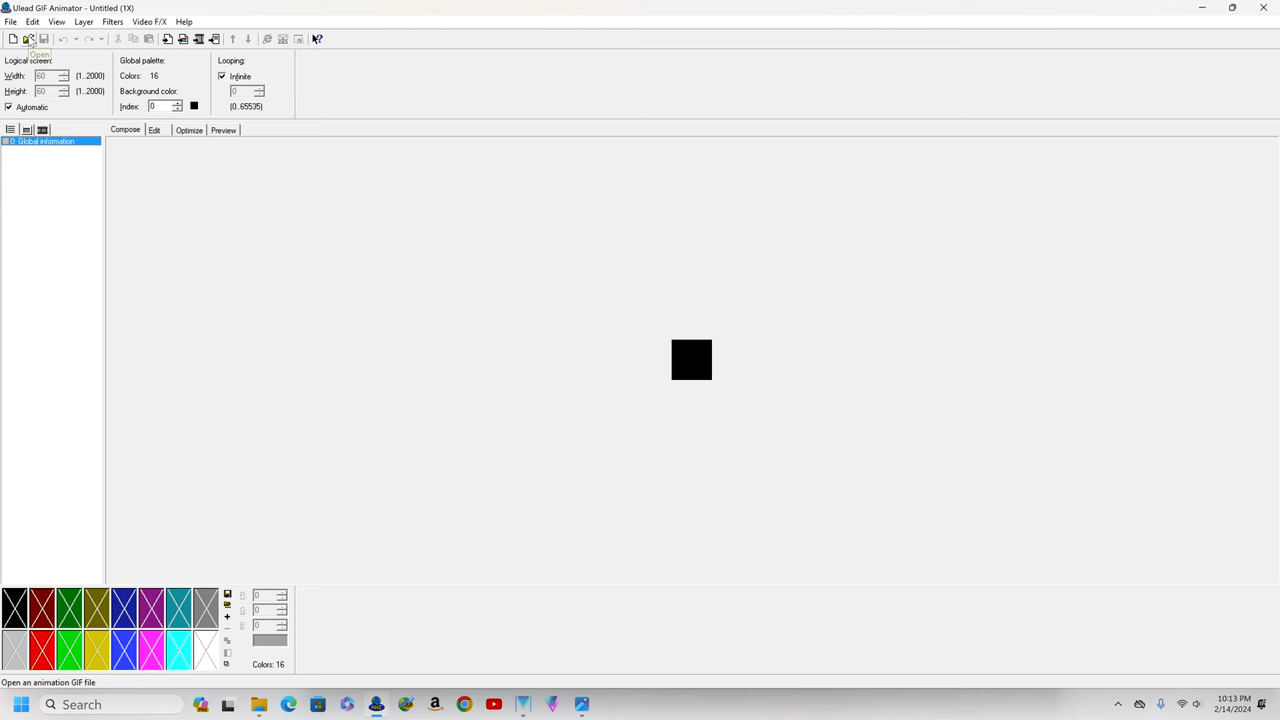 Ulead GIF Animator - Untitled (1X)
File Edit View Layer Filters Video F/X Help
Open
Logical screen: Global palette: Looping:
Width: 60 (1..2000) Colors: 16 Infinite
Height: 60 (1..2000) Background color: 0
Automatic Index: 0 (0..65535)
Compose Edit Optimize Preview
0: Global information
R: 0
G: 0
B: 0
Colors: 16
Open an animation GIF file
Search
10:13 PM
2/14/2024